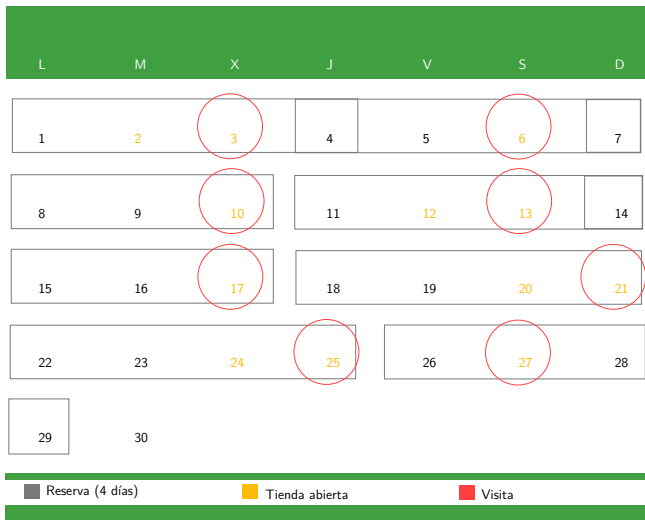 L M X J V S D
1 2 3 4 5 6 7
8 9 10 11 12 13 14
15 16 17 18 19 20 21
22 23 24 25 26 27 28
29 30
Reserva (4 días) Tienda abierta Visita